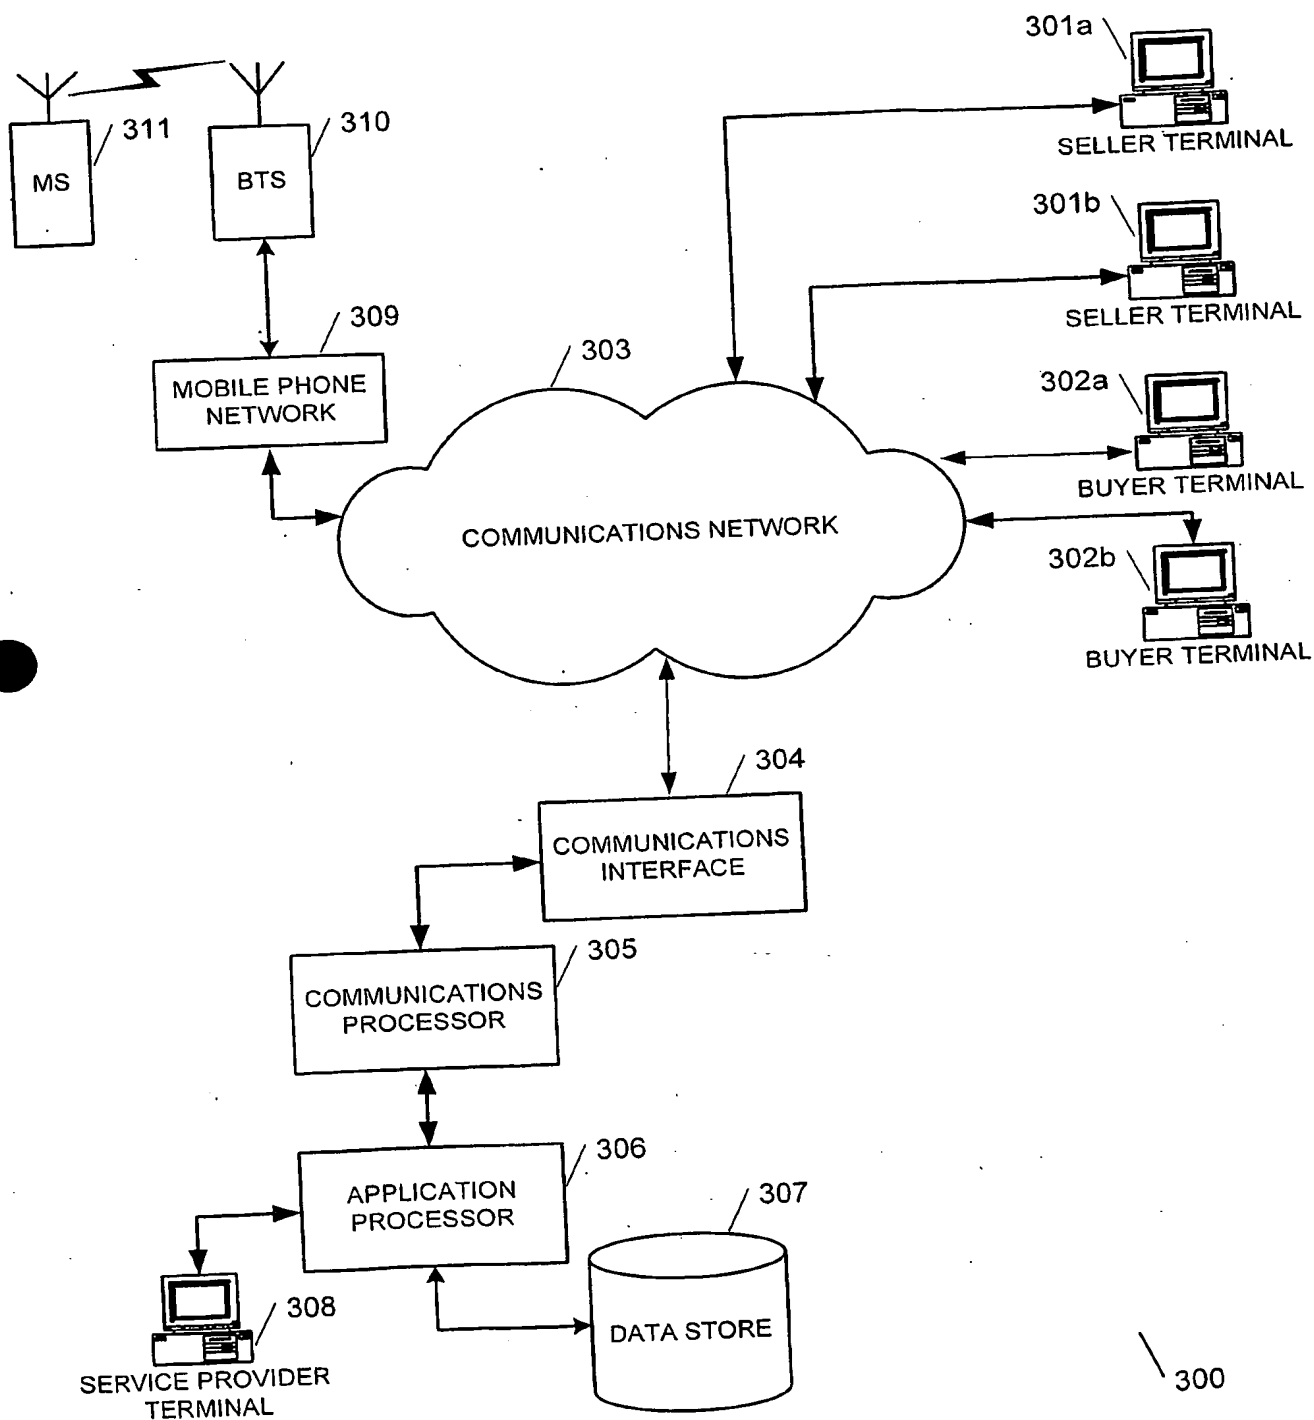 301a
SELLER TERMINAL
311
310
MS
BTS
301b
SELLER TERMINAL
309
MOBILE PHONE
NETWORK
303
302a
BUYER TERMINAL
COMMUNICATIONS NETWORK
302b
BUYER TERMINAL
304
COMMUNICATIONS
INTERFACE
305
COMMUNICATIONS
PROCESSOR
306
APPLICATION
PROCESSOR
307
DATA STORE
308
SERVICE PROVIDER
TERMINAL
300